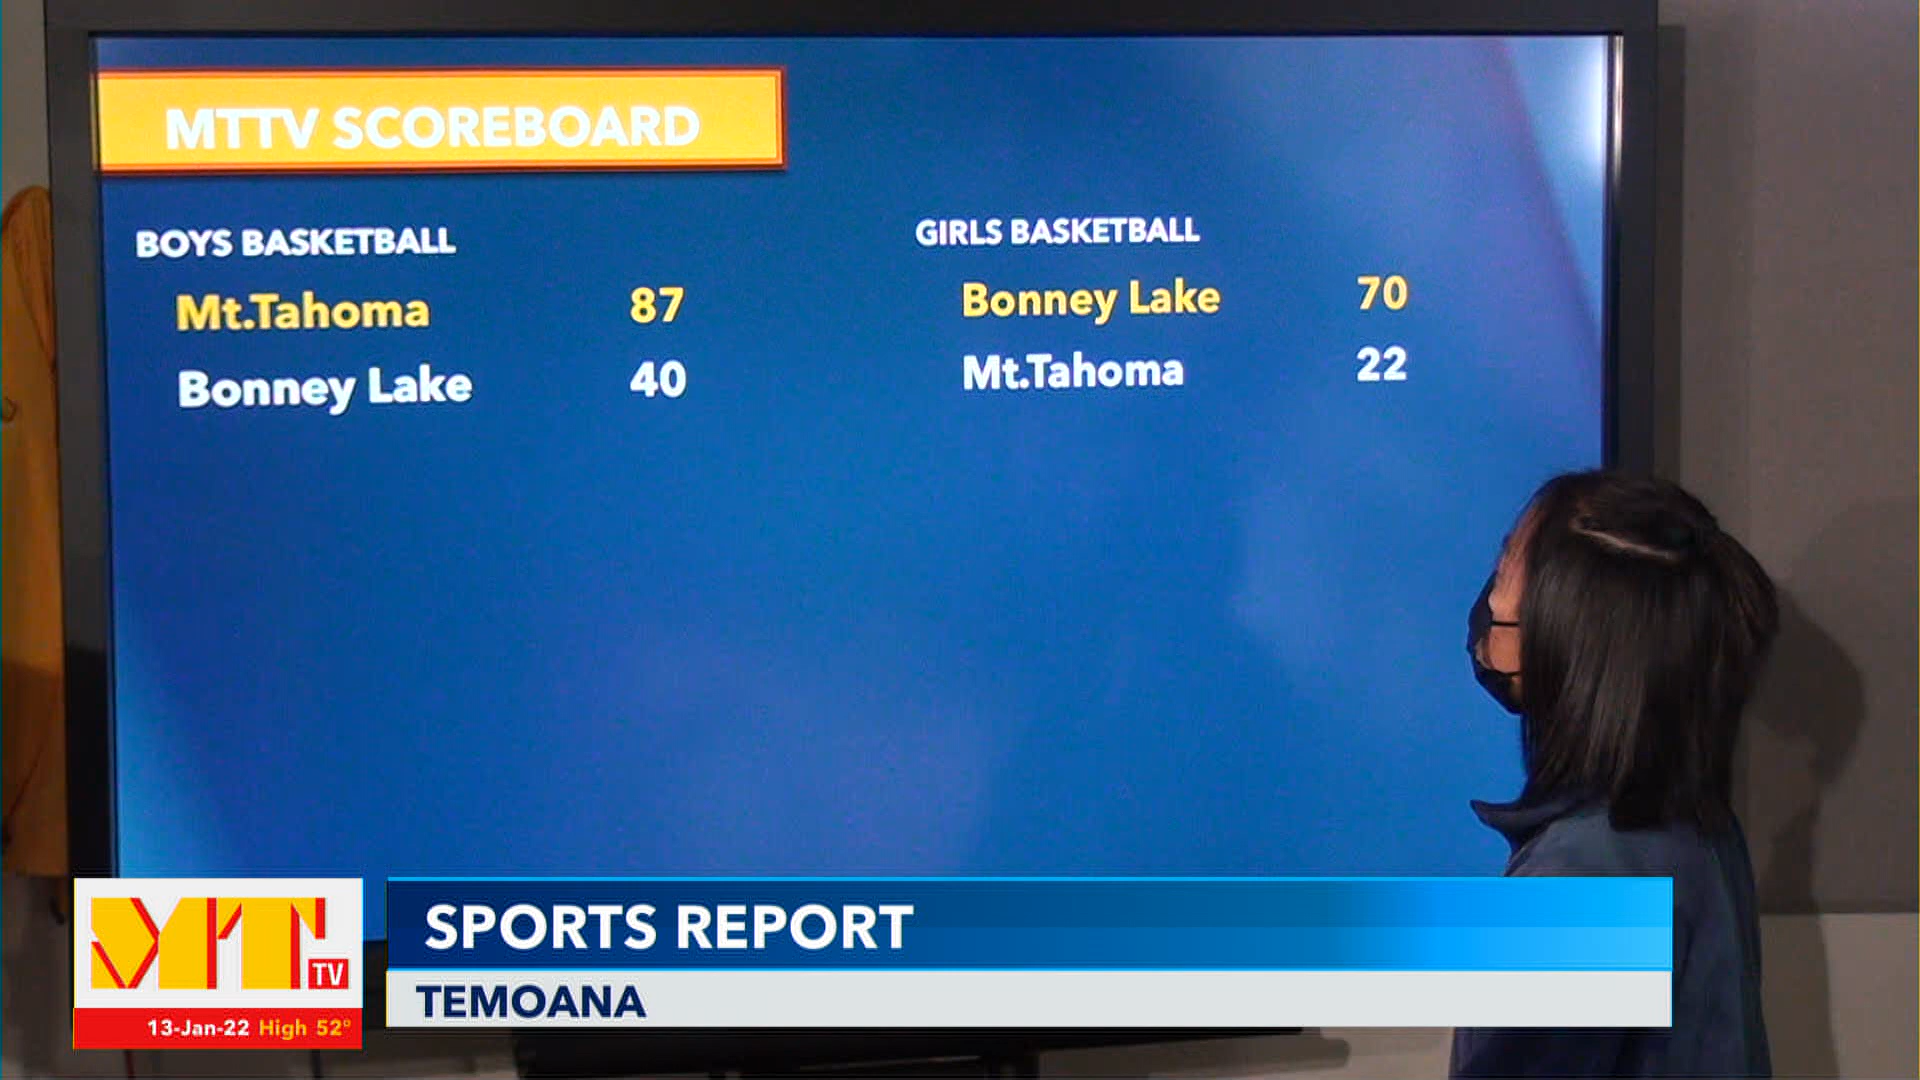 MTTV SCOREBOARD
BOYS BASKETBALL
Mt.Tahoma 87
Bonney Lake 40
GIRLS BASKETBALL
Bonney Lake 70
Mt.Tahoma 22
MT
TV
SPORTS REPORT
TEMOANA
13-Jan-22 High 52°